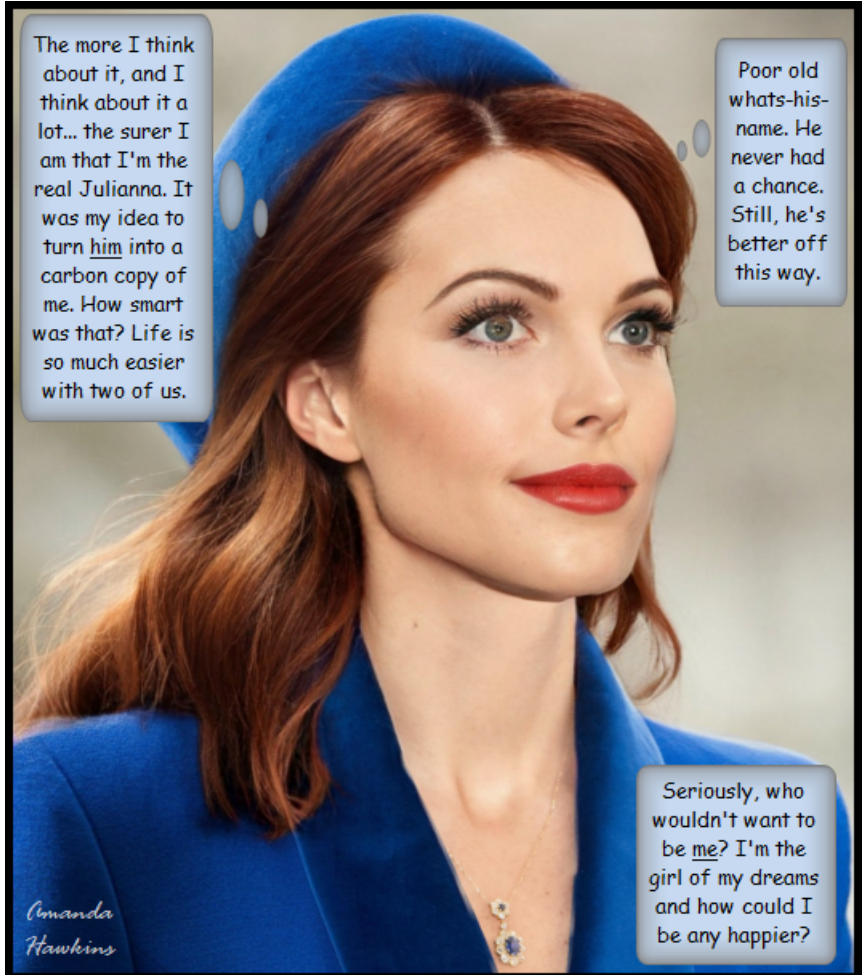 The more I think
about it, and I
think about it a
lot... the surer I
am that I'm the
real Julianna. It
was my idea to
turn him into a
carbon copy of
me. How smart
was that? Life is
so much easier
with two of us.
Poor old
whats-his-
name. He
never had
a chance.
Still, he's
better off
this way.
Seriously, who
wouldn't want to
be me? I'm the
girl of my dreams
and how could I
be any happier?
Amanda
Hawkins